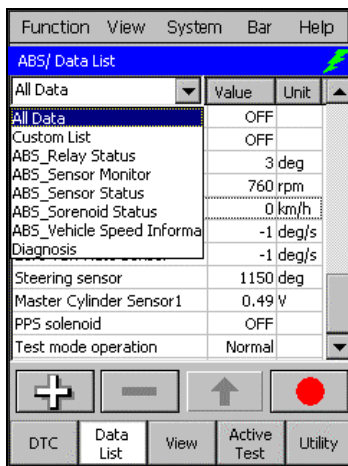 Function View System Bar Help
ABS/ Data List
All Data Value Unit
All Data OFF
Custom List OFF
ABS_Relay Status 3 deg
ABS_Sensor Monitor 760 rpm
ABS_Sensor Status 0 km/h
ABS_Sorenoid Status -1 deg/s
ABS_Vehicle Speed Informa -1 deg/s
Diagnosis
Steering sensor 1150 deg
Master Cylinder Sensor1 0.49 V
PPS solenoid OFF
Test mode operation Normal
DTC Data List View Active Test Utility